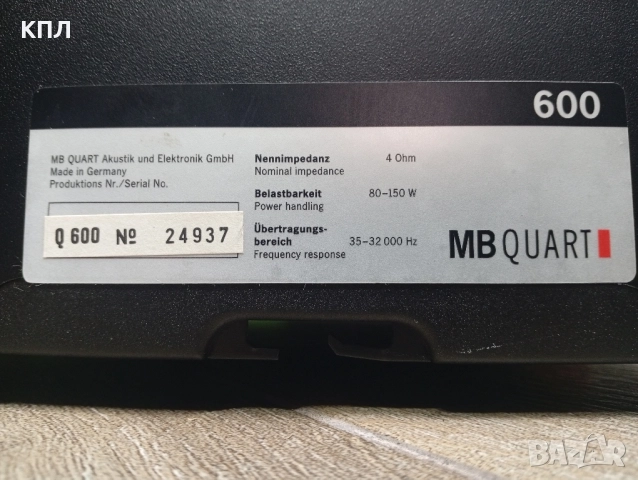 КПЛ
600
MB QUART Akustik und Elektronik GmbH
Made in Germany
Produktions Nr./Serial No.
Q 600 № 24937
Nennimpedanz 4 Ohm
Nominal impedance
Belastbarkeit 80–150 W
Power handling
Übertragungs-
bereich 35–32 000 Hz
Frequency response
MB QUART
BAZAR